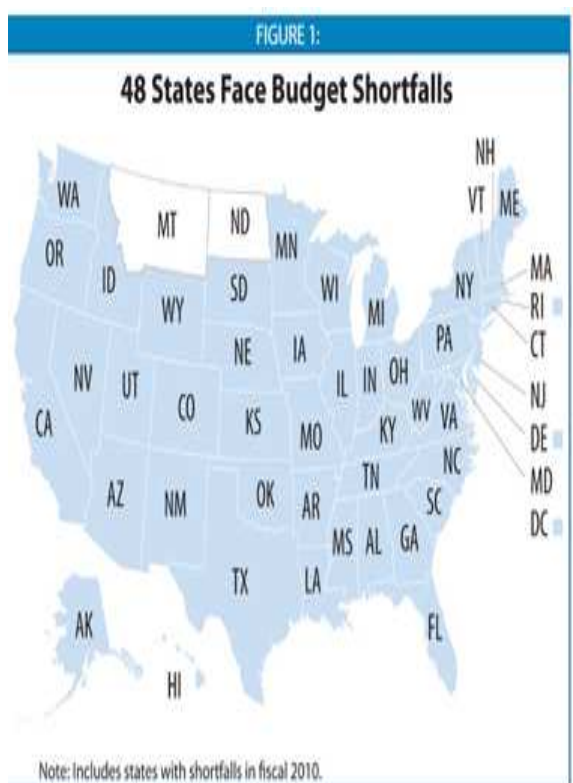 FIGURE 1:
48 States Face Budget Shortfalls
NH
WA
VT ME
MT ND
MN
OR
MA
ID
SD WI NY
RI
WY
MI
CT
PA
NE IA
OH
NV
UT
IL IN
NJ
CO
WV VA
CA
KS
DE
MO
KY
NC
TN
MD
AZ
NM
OK
AR
SC
DC
MS AL GA
TX
LA
AK
FL
HI
Note: Includes states with shortfalls in fiscal 2010.